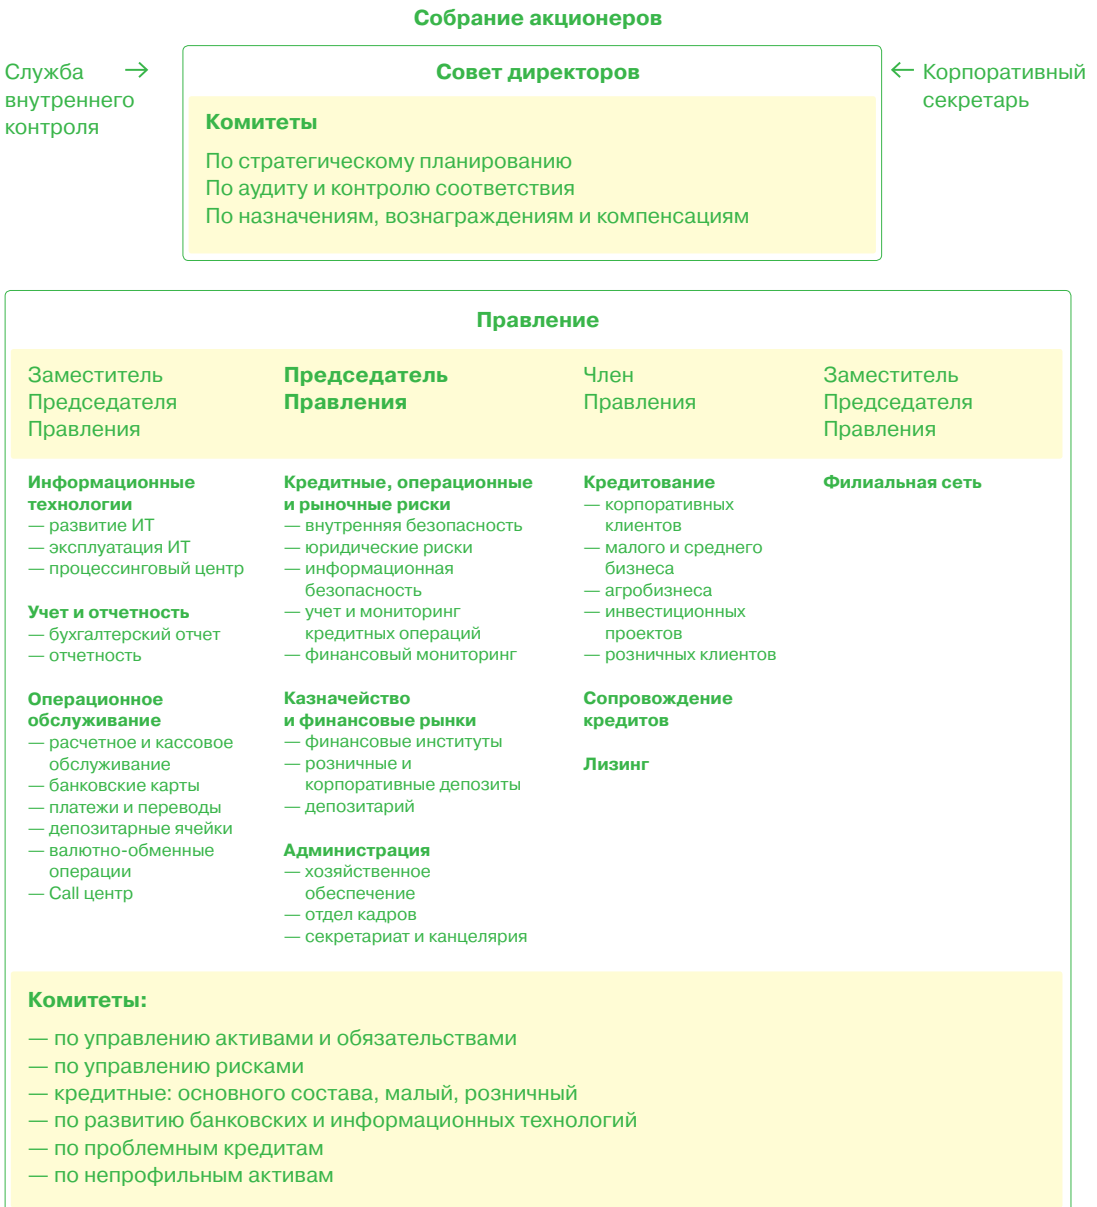 Собрание акционеров
Служба
внутреннего
контроля
→
Совет директоров
← Корпоративный
секретарь
Комитеты
По стратегическому планированию
По аудиту и контролю соответствия
По назначениям, вознаграждениям и компенсациям
Правление
Заместитель
Председателя
Правления
Председатель
Правления
Член
Правления
Заместитель
Председателя
Правления
Информационные
технологии
— развитие ИТ
— эксплуатация ИТ
— процессинговый центр
Учет и отчетность
— бухгалтерский отчет
— отчетность
Операционное
обслуживание
— расчетное и кассовое
обслуживание
— банковские карты
— платежи и переводы
— депозитарные ячейки
— валютно-обменные
операции
— Call центр
Кредитные, операционные
и рыночные риски
— внутренняя безопасность
— юридические риски
— информационная
безопасность
— учет и мониторинг
кредитных операций
— финансовый мониторинг
Казначейство
и финансовые рынки
— финансовые институты
— розничные и
корпоративные депозиты
— депозитарий
Администрация
— хозяйственное
обеспечение
— отдел кадров
— секретариат и канцелярия
Кредитование
— корпоративных
клиентов
— малого и среднего
бизнеса
— агробизнеса
— инвестиционных
проектов
— розничных клиентов
Сопровождение
кредитов
Лизинг
Филиальная сеть
Комитеты:
— по управлению активами и обязательствами
— по управлению рисками
— кредитные: основного состава, малый, розничный
— по развитию банковских и информационных технологий
— по проблемным кредитам
— по непрофильным активам